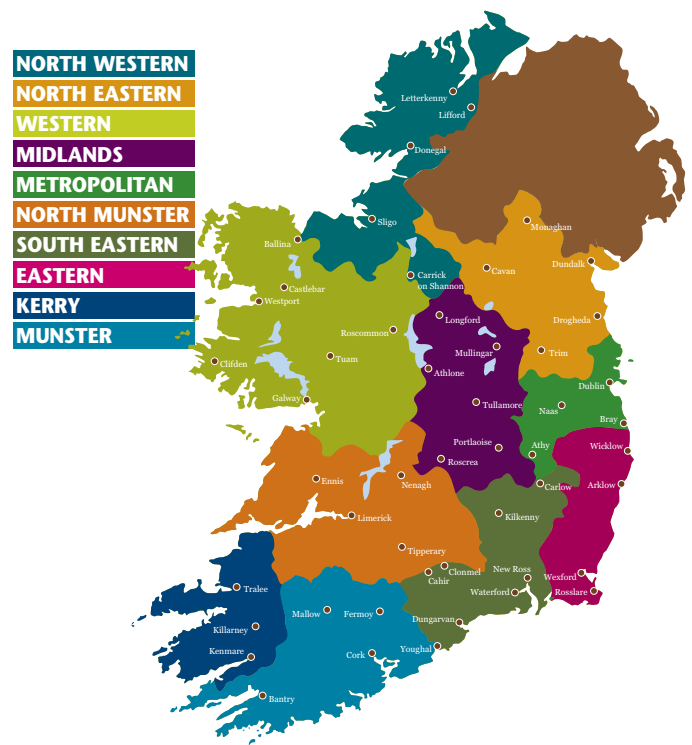 NORTH WESTERN
NORTH EASTERN
WESTERN
MIDLANDS
METROPOLITAN
NORTH MUNSTER
SOUTH EASTERN
EASTERN
KERRY
MUNSTER
Letterkenny
Lifford
Donegal
Sligo
Monaghan
Ballina
Dundalk
Cavan
Carrick
on Shannon
Castlebar
Westport
Longford
Drogheda
Roscommon
Mullingar
Trim
Tuam
Clifden
Athlone
Dublin
Galway
Tullamore
Naas
Bray
Portlaoise
Athy
Wicklow
Roscrea
Ennis
Nenagh
Carlow
Arklow
Limerick
Kilkenny
Tipperary
Clonmel
Cahir
New Ross
Wexford
Tralee
Waterford
Rosslare
Mallow
Fermoy
Dungarvan
Killarney
Kenmare
Cork
Youghal
Bantry